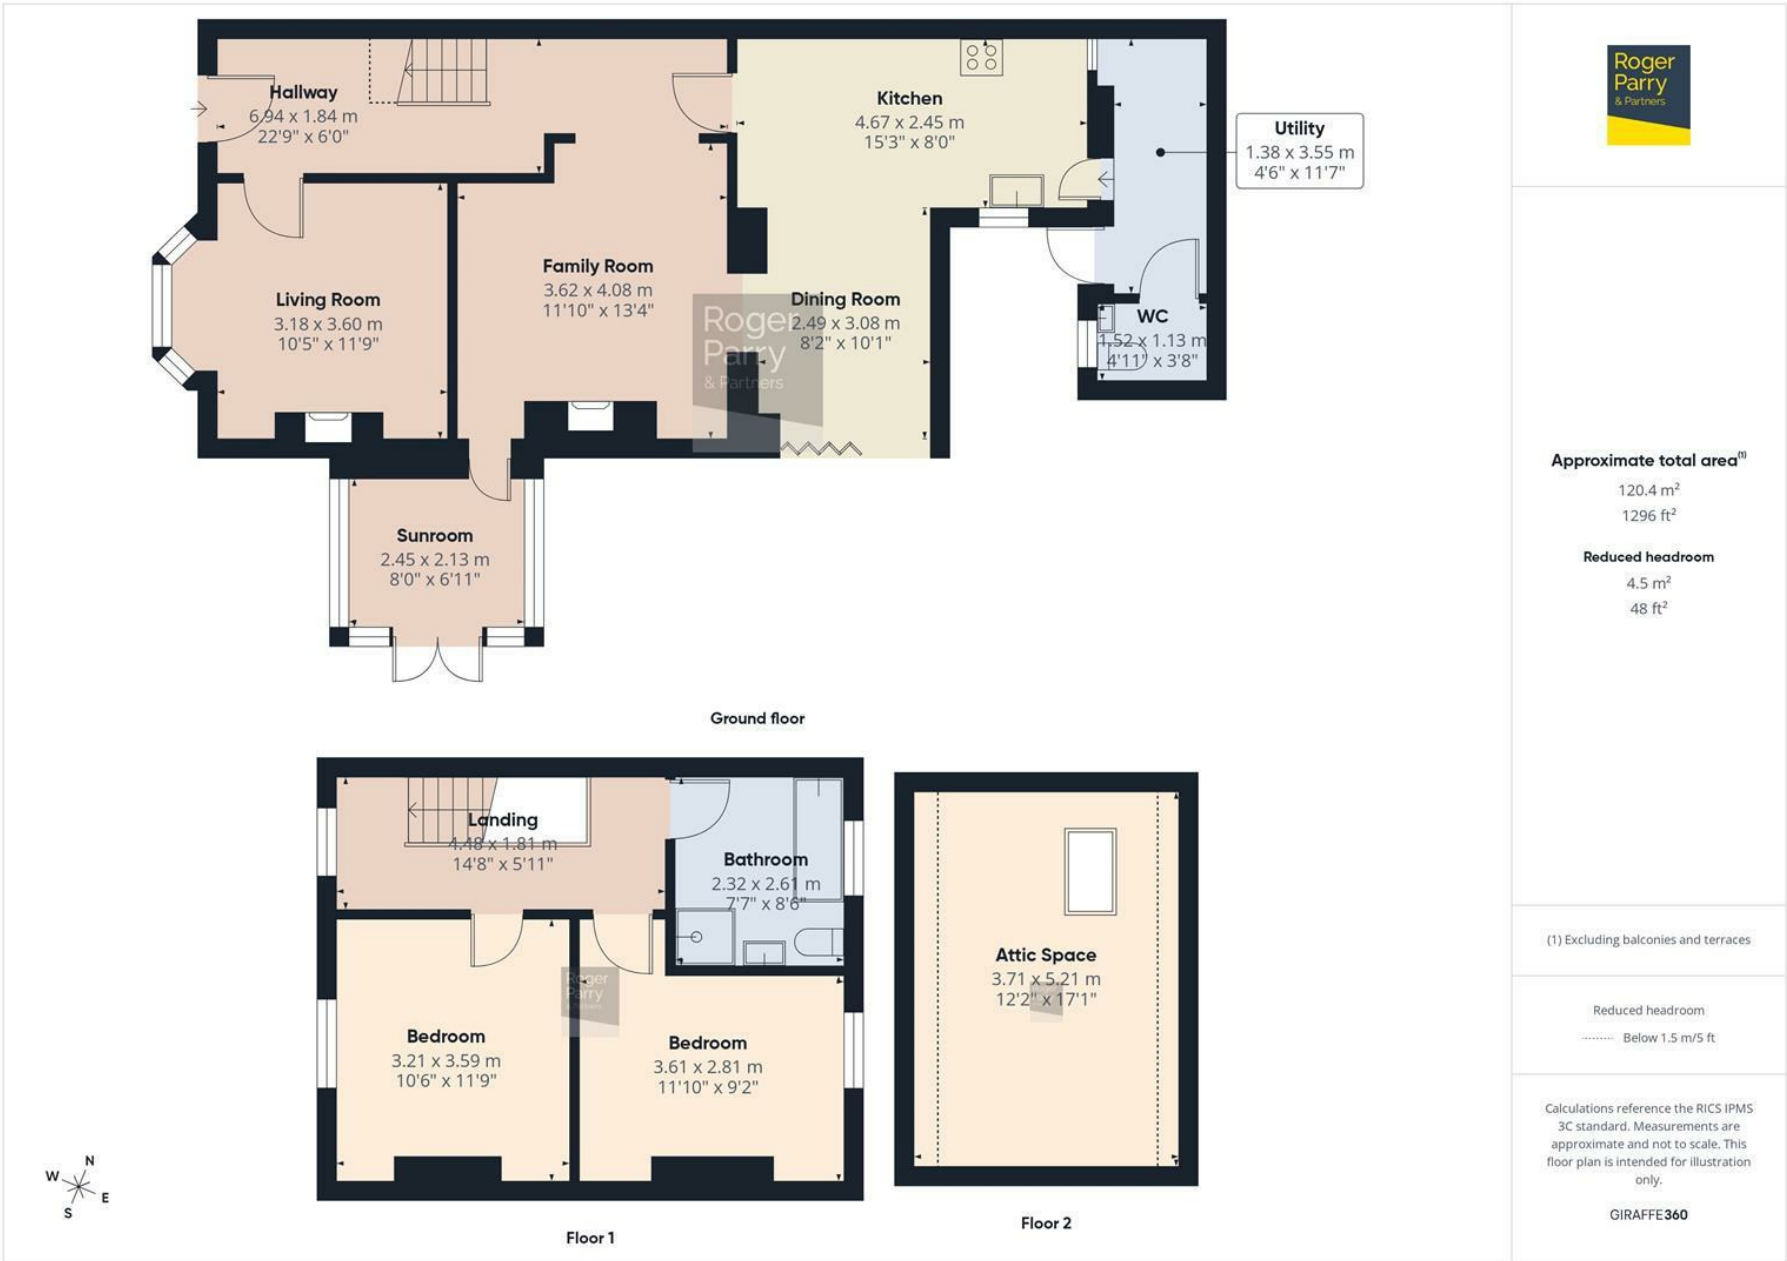 Hallway
6.94 x 1.84 m
22'9" x 6'0"
Kitchen
4.67 x 2.45 m
15'3" x 8'0"
Utility
1.38 x 3.55 m
4'6" x 11'7"
Living Room
3.18 x 3.60 m
10'5" x 11'9"
Family Room
3.62 x 4.08 m
11'10" x 13'4"
Dining Room
2.49 x 3.08 m
8'2" x 10'1"
WC
1.52 x 1.13 m
4'11" x 3'8"
Roger
Parry
& Partners
Sunroom
2.45 x 2.13 m
8'0" x 6'11"
Ground floor
Landing
4.48 x 1.81 m
14'8" x 5'11"
Bathroom
2.32 x 2.61 m
7'7" x 8'6"
Bedroom
3.21 x 3.59 m
10'6" x 11'9"
Roger
Parry
& Partners
Bedroom
3.61 x 2.81 m
11'10" x 9'2"
Floor 1
Attic Space
3.71 x 5.21 m
12'2" x 17'1"
Floor 2
N
W
E
S
Roger
Parry
& Partners
Approximate total area(1)
120.4 m²
1296 ft²
Reduced headroom
4.5 m²
48 ft²
(1) Excluding balconies and terraces
Reduced headroom
Below 1.5 m/5 ft
Calculations reference the RICS IPMS
3C standard. Measurements are
approximate and not to scale. This
floor plan is intended for illustration
only.
GIRAFFE360